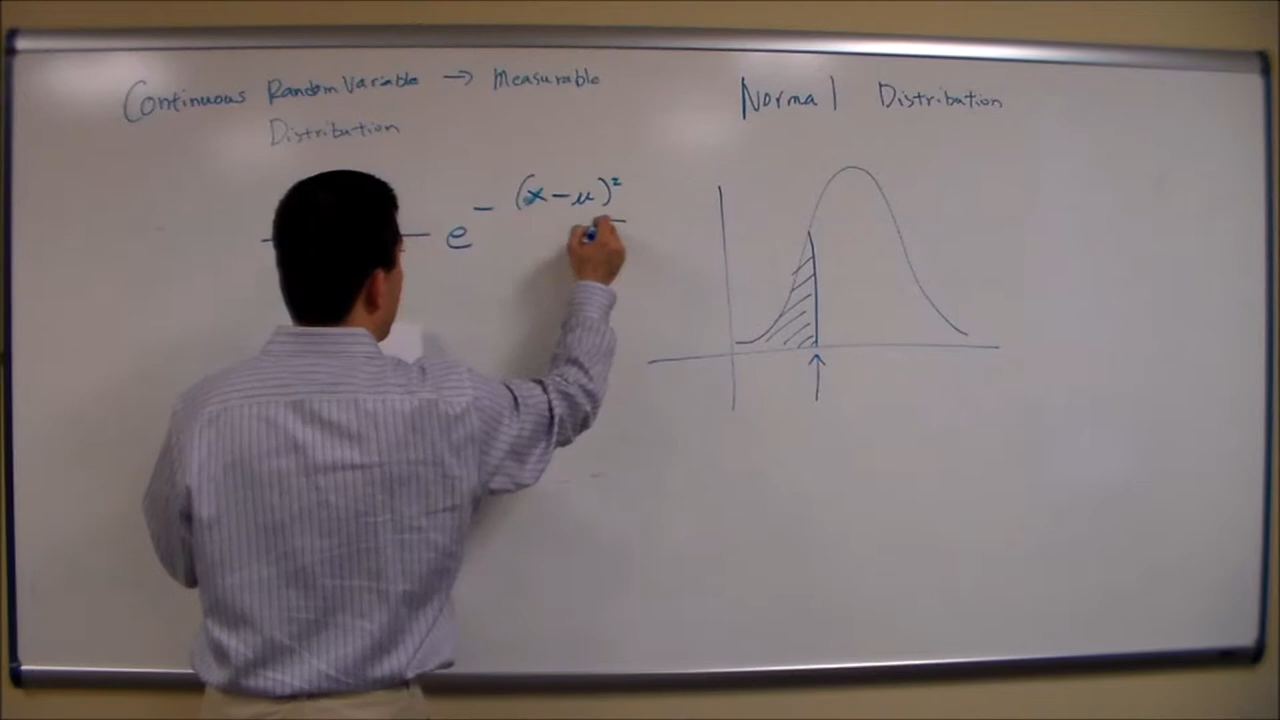 Continuous Random Variable → Measurable
Distribution
Normal Distribution
e^-(x-μ)²